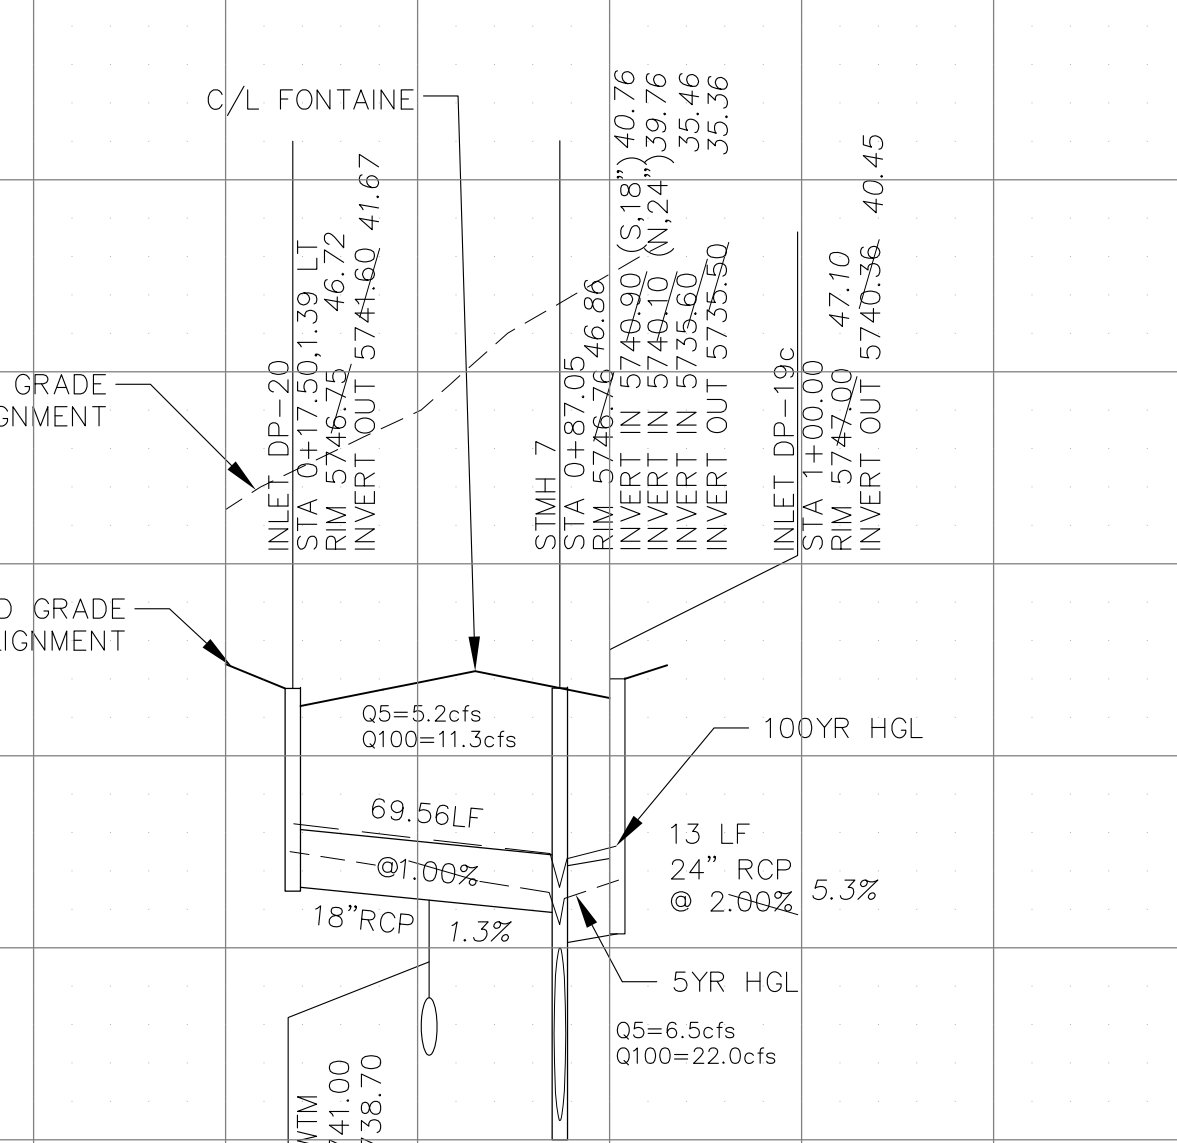 C/L FONTAINE
GRADE
GNMENT
INLET DP-20
STA 0+17.50,1.39 LT
RIM 5746.75 46.72
INVERT OUT 5741.60 41.67
STMH 7
STA 0+87.05
RIM 5746.76 46.86
INVERT IN 5740.90 (S,18") 40.76
INVERT IN 5740.10 (N,24") 39.76
INVERT IN 5735.60 35.46
INVERT OUT 5735.50 35.36
INLET DP-19c
STA 1+00.00
RIM 5747.00 47.10
INVERT OUT 5740.36 40.45
D GRADE
LIGNMENT
Q5=5.2cfs
Q100=11.3cfs
100YR HGL
69.56LF
@1.00%
18"RCP 1.3%
13 LF
24" RCP
@ 2.00% 5.3%
5YR HGL
Q5=6.5cfs
Q100=22.0cfs
WTM
741.00
738.70